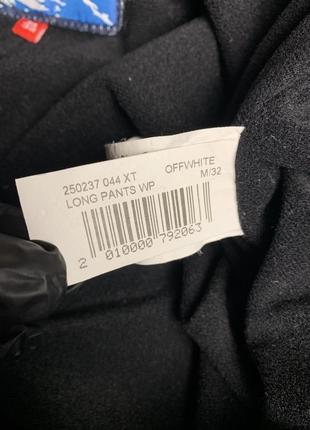 250237 044 XT OFFWHITE
LONG PANTS WP M/32
2 010000 792063